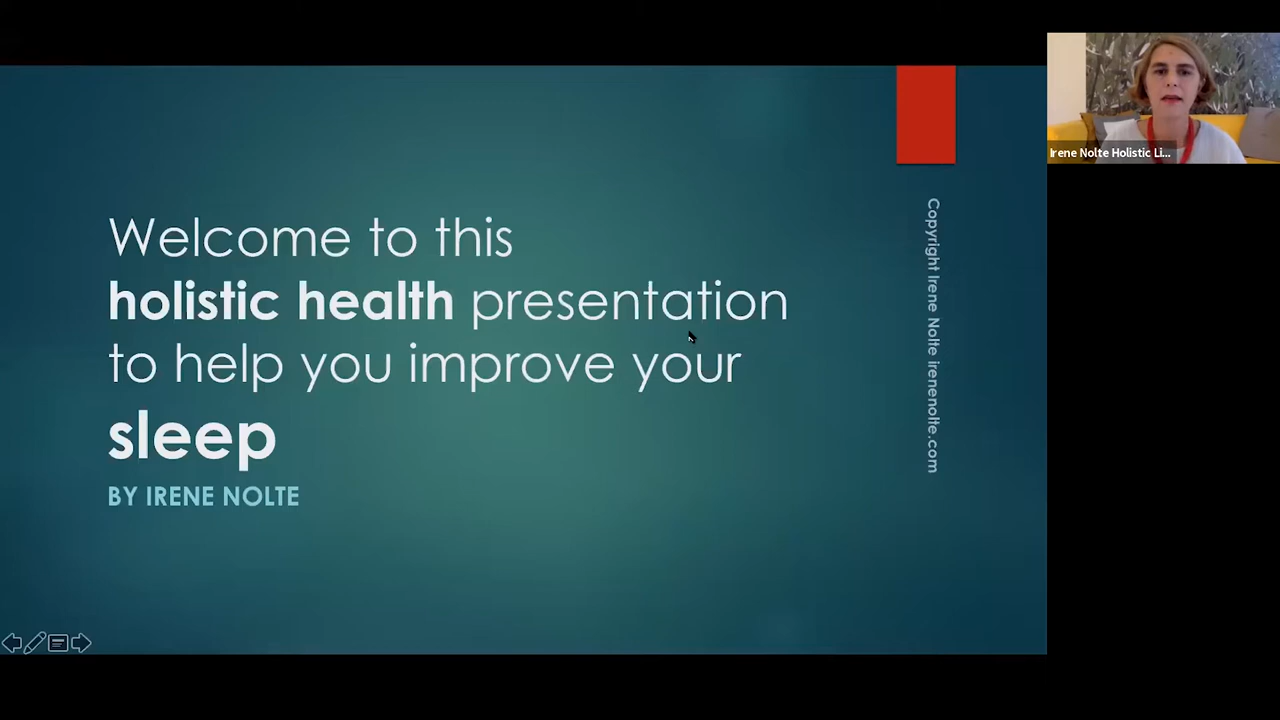 Welcome to this
holistic health presentation
to help you improve your
sleep
BY IRENE NOLTE
Copyright Irene Nolte irenenolte.com
Irene Nolte Holistic Li...